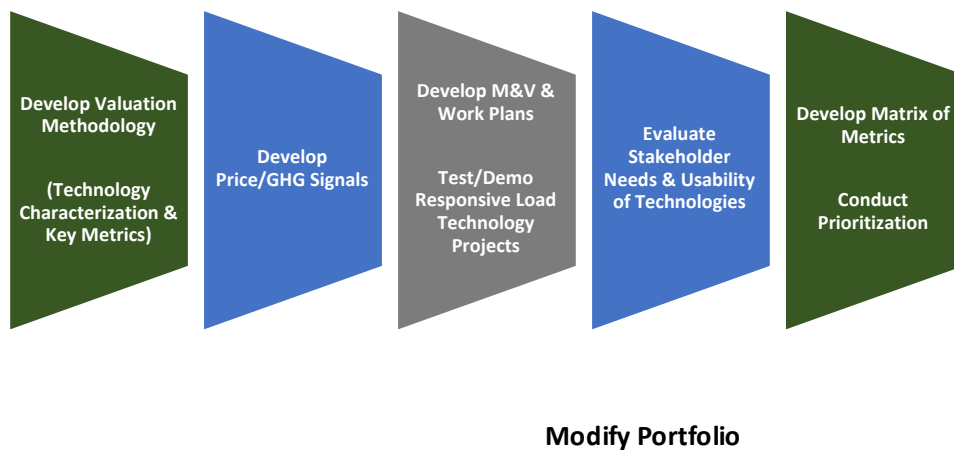 Develop Valuation
Methodology
(Technology
Characterization &
Key Metrics)
Develop
Price/GHG Signals
Develop M&V &
Work Plans
Test/Demo
Responsive Load
Technology
Projects
Evaluate
Stakeholder
Needs & Usability
of Technologies
Develop Matrix of
Metrics
Conduct
Prioritization
Modify Portfolio